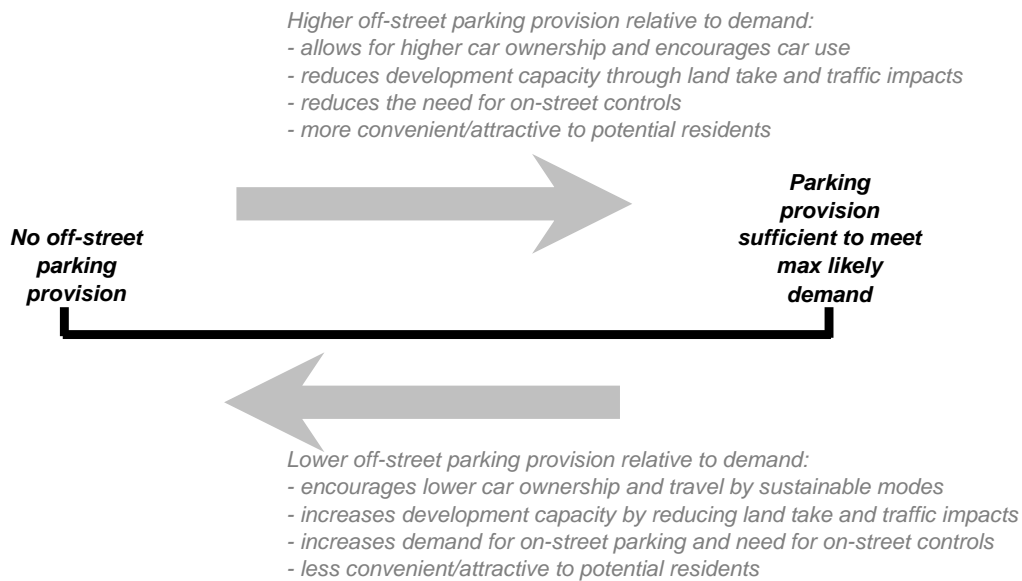 Higher off-street parking provision relative to demand:
- allows for higher car ownership and encourages car use
- reduces development capacity through land take and traffic impacts
- reduces the need for on-street controls
- more convenient/attractive to potential residents
No off-street
parking
provision
Parking
provision
sufficient to meet
max likely
demand
Lower off-street parking provision relative to demand:
- encourages lower car ownership and travel by sustainable modes
- increases development capacity by reducing land take and traffic impacts
- increases demand for on-street parking and need for on-street controls
- less convenient/attractive to potential residents